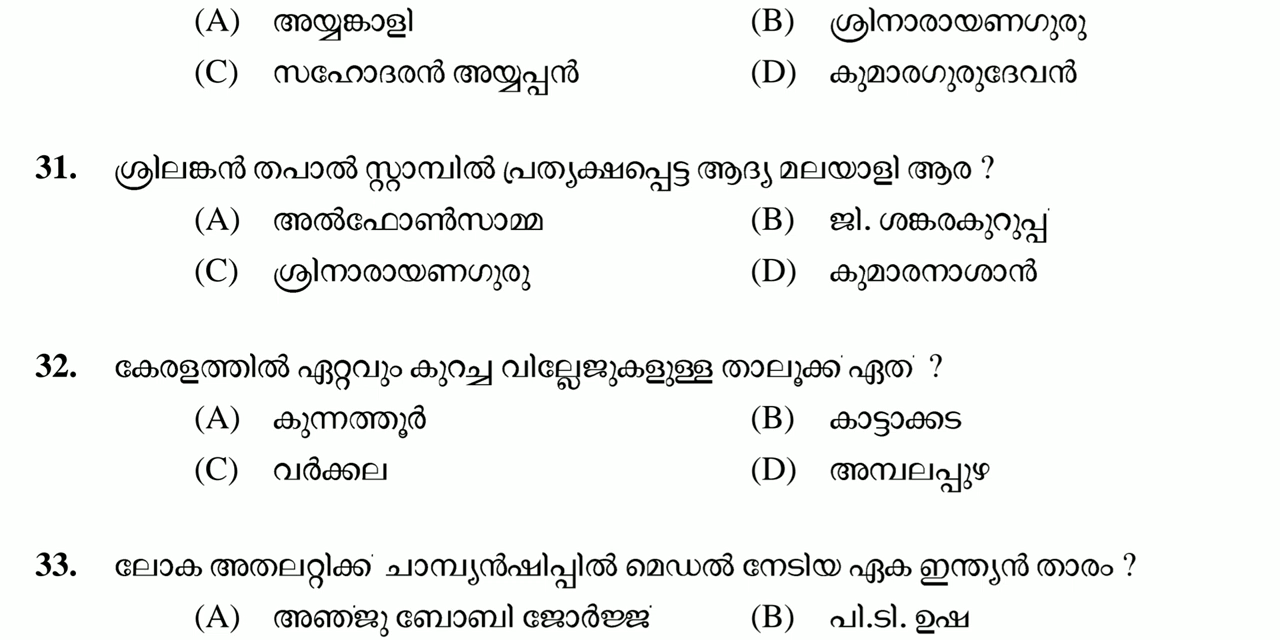 (A) അയ്യങ്കാളി (B) ശ്രീനാരായണഗുരു
(C) സഹോദരൻ അയ്യപ്പൻ (D) കുമാരഗുരുദേവൻ
31. ശ്രീലങ്കൻ തപാൽ സ്റ്റാമ്പിൽ പ്രത്യക്ഷപ്പെട്ട ആദ്യ മലയാളി ആര ?
(A) അൽഫോൺസാമ്മ (B) ജി. ശങ്കരകുറുപ്പ്
(C) ശ്രീനാരായണഗുരു (D) കുമാരനാശാൻ
32. കേരളത്തിൽ ഏറ്റവും കുറച്ച വില്ലേജുകളുള്ള താലൂക്ക് ഏത് ?
(A) കുന്നത്തൂർ (B) കാട്ടാക്കട
(C) വർക്കല (D) അമ്പലപ്പുഴ
33. ലോക അത‌ലറ്റിക്ക് ചാമ്പ്യൻഷിപ്പിൽ മെഡൽ നേടിയ ഏക ഇന്ത്യൻ താരം ?
(A) അഞ്ജു ബോബി ജോർജ്ജ് (B) പി.ടി. ഉഷ